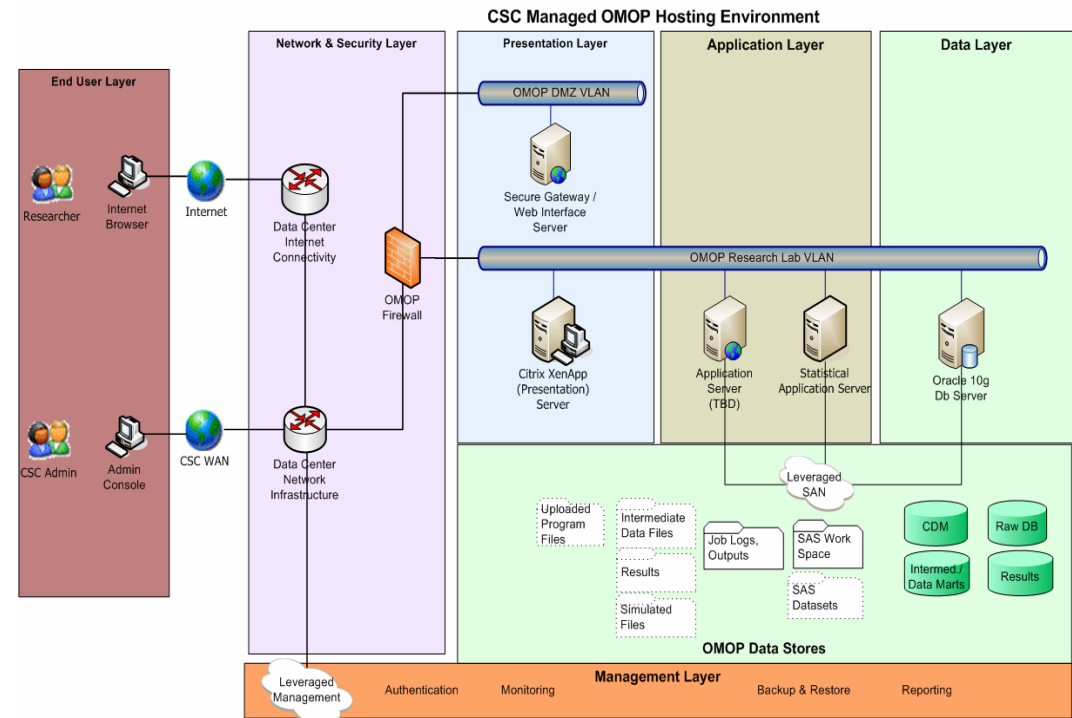 CSC Managed OMOP Hosting Environment
End User Layer
Network & Security Layer
Presentation Layer
Application Layer
Data Layer
OMOP DMZ VLAN
Researcher
Internet
Browser
Internet
Data Center
Internet
Connectivity
Secure Gateway /
Web Interface
Server
OMOP
Firewall
OMOP Research Lab VLAN
Citrix XenApp
(Presentation)
Server
Application
Server
(TBD)
Statistical
Application Server
Oracle 10g
Db Server
CSC Admin
Admin
Console
CSC WAN
Data Center
Network
Infrastructure
Leveraged
SAN
Uploaded
Program
Files
Intermediate
Data Files
Results
Simulated
Files
Job Logs,
Outputs
SAS Work
Space
SAS
Datasets
CDM
Raw DB
Intermed./
Data Marts
Results
OMOP Data Stores
Management Layer
Leveraged
Management
Authentication
Monitoring
Backup & Restore
Reporting